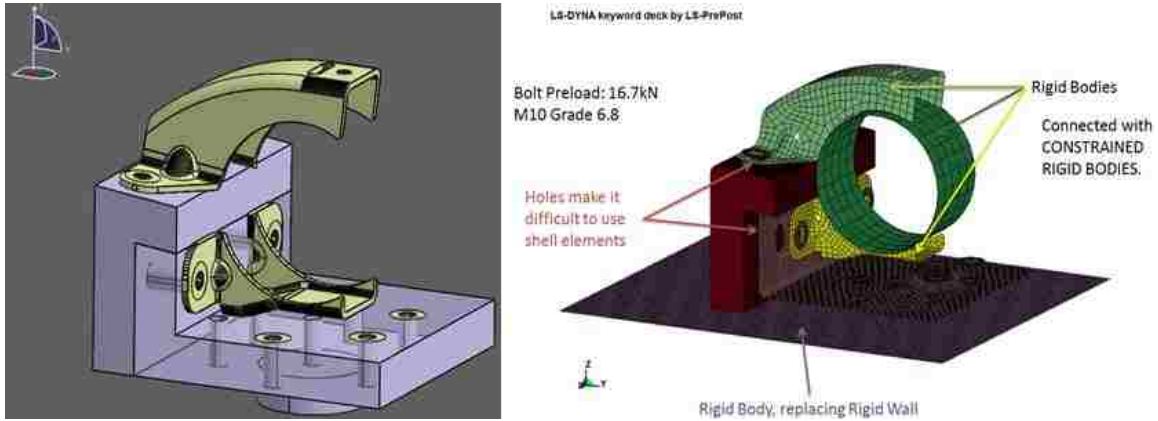 LS-DYNA keyword deck by LS-PrePost
Bolt Preload: 16.7kN
M10 Grade 6.8
Rigid Bodies
Connected with
CONSTRAINED
RIGID BODIES.
Holes make it
difficult to use
shell elements
Z
Y
Rigid Body, replacing Rigid Wall